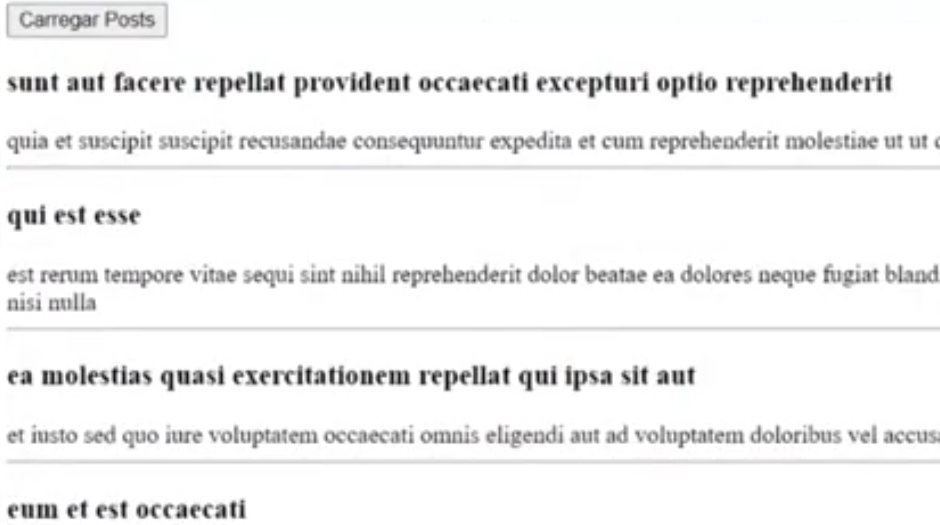 Carregar Posts
sunt aut facere repellat provident occaecati excepturi optio reprehenderit
quia et suscipit suscipit recusandae consequuntur expedita et cum reprehenderit molestiae ut ut
qui est esse
est rerum tempore vitae sequi sint nihil reprehenderit dolor beatae ea dolores neque fugiat bland
nisi nulla
ea molestias quasi exercitationem repellat qui ipsa sit aut
et iusto sed quo iure voluptatem occaecati omnis eligendi aut ad voluptatem doloribus vel accus
eum et est occaecati